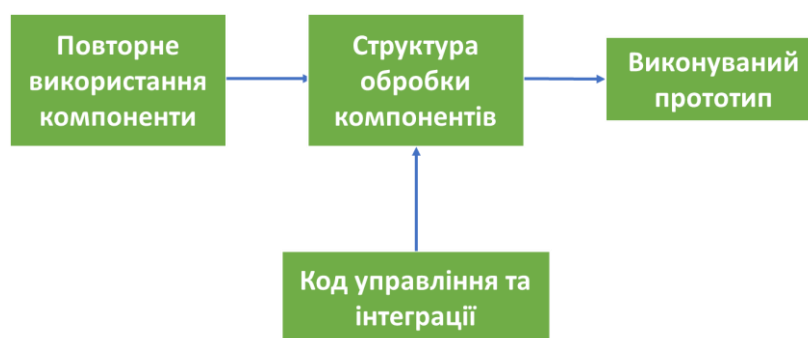 Повторне
використання
компоненти
Структура
обробки
компонентів
Виконуваний
прототип
Код управління та
інтеграції